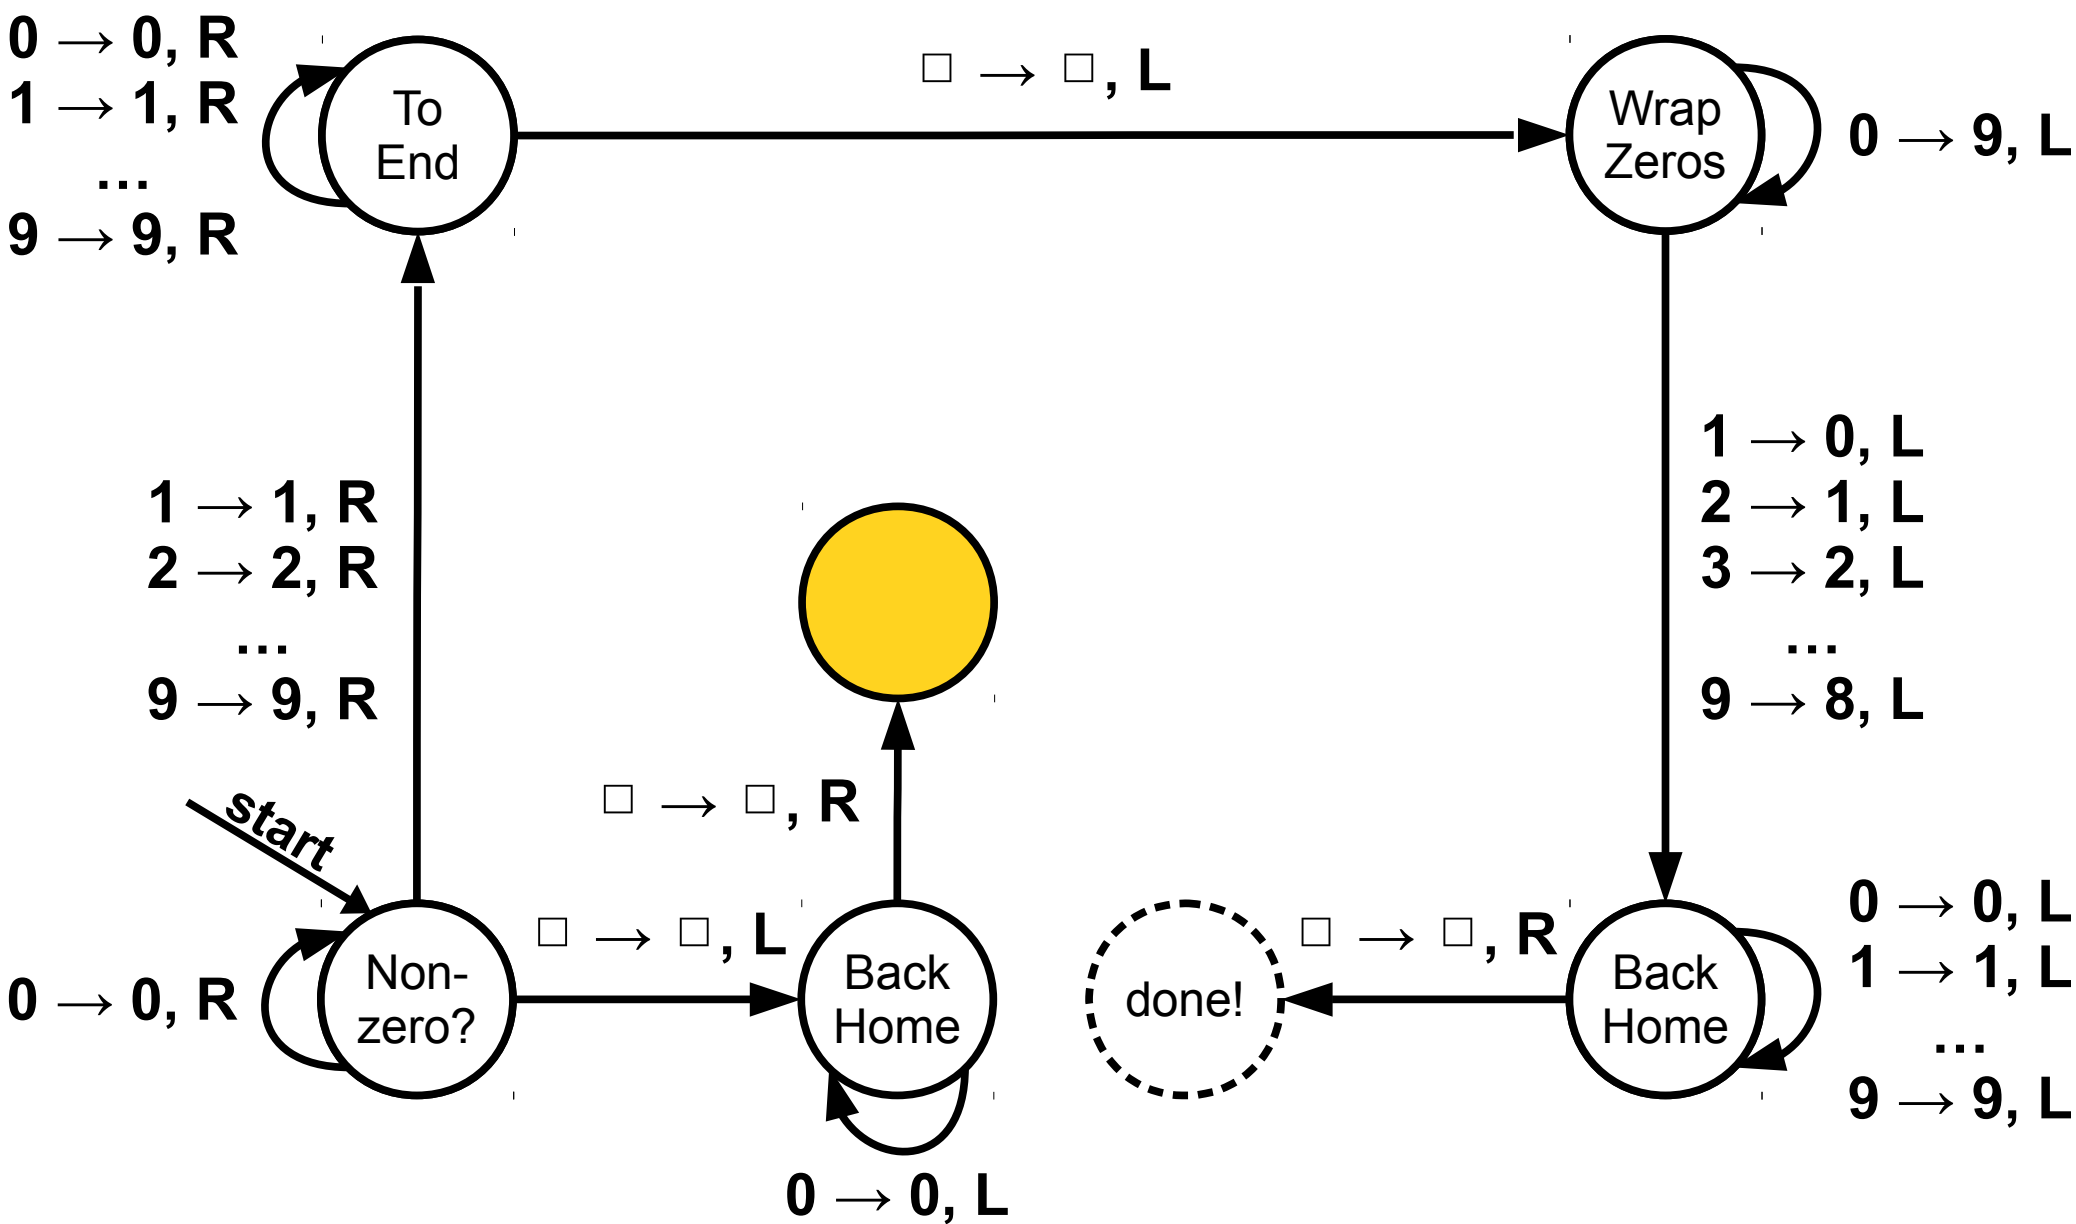 0 → 0, R
1 → 1, R
...
9 → 9, R
To
End
□ → □, L
Wrap
Zeros
0 → 9, L
1 → 1, R
2 → 2, R
...
9 → 9, R
1 → 0, L
2 → 1, L
3 → 2, L
...
9 → 8, L
□ → □, R
start
Non-
zero?
0 → 0, R
□ → □, L
Back
Home
0 → 0, L
done!
□ → □, R
Back
Home
0 → 0, L
1 → 1, L
...
9 → 9, L